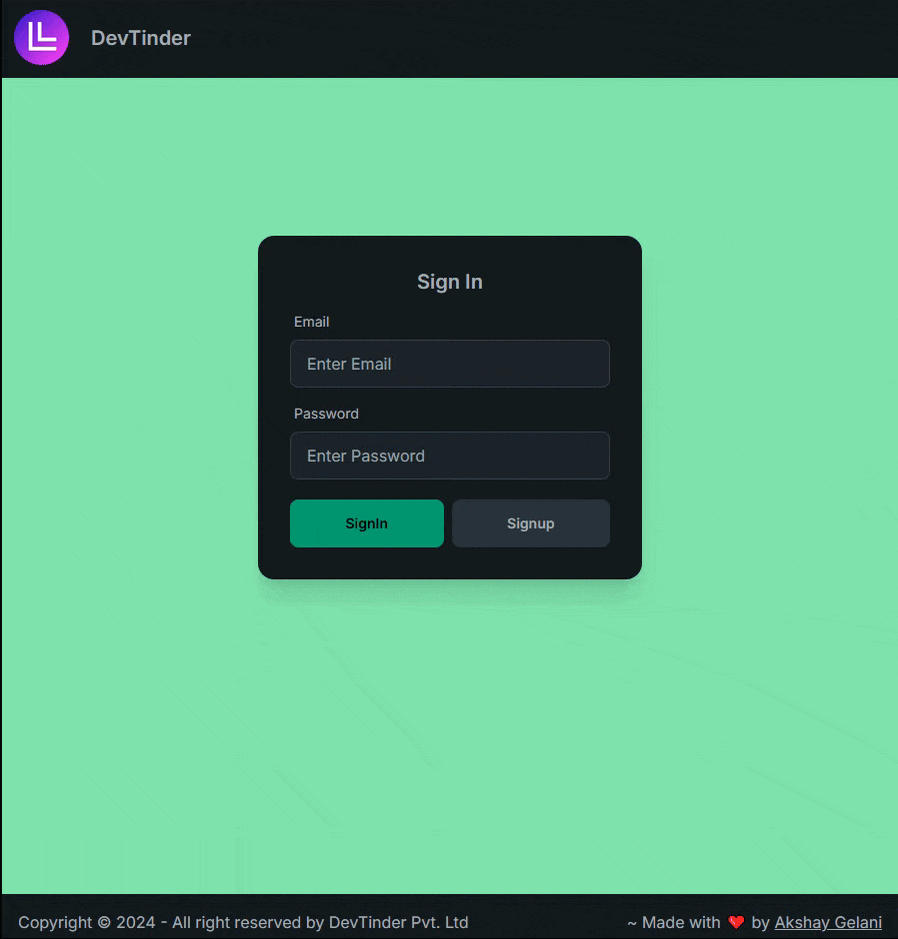 DevTinder
Sign In
Email
Enter Email
Password
Enter Password
SignIn
Signup
Copyright © 2024 - All right reserved by DevTinder Pvt. Ltd
~ Made with ❤️ by Akshay Gelani